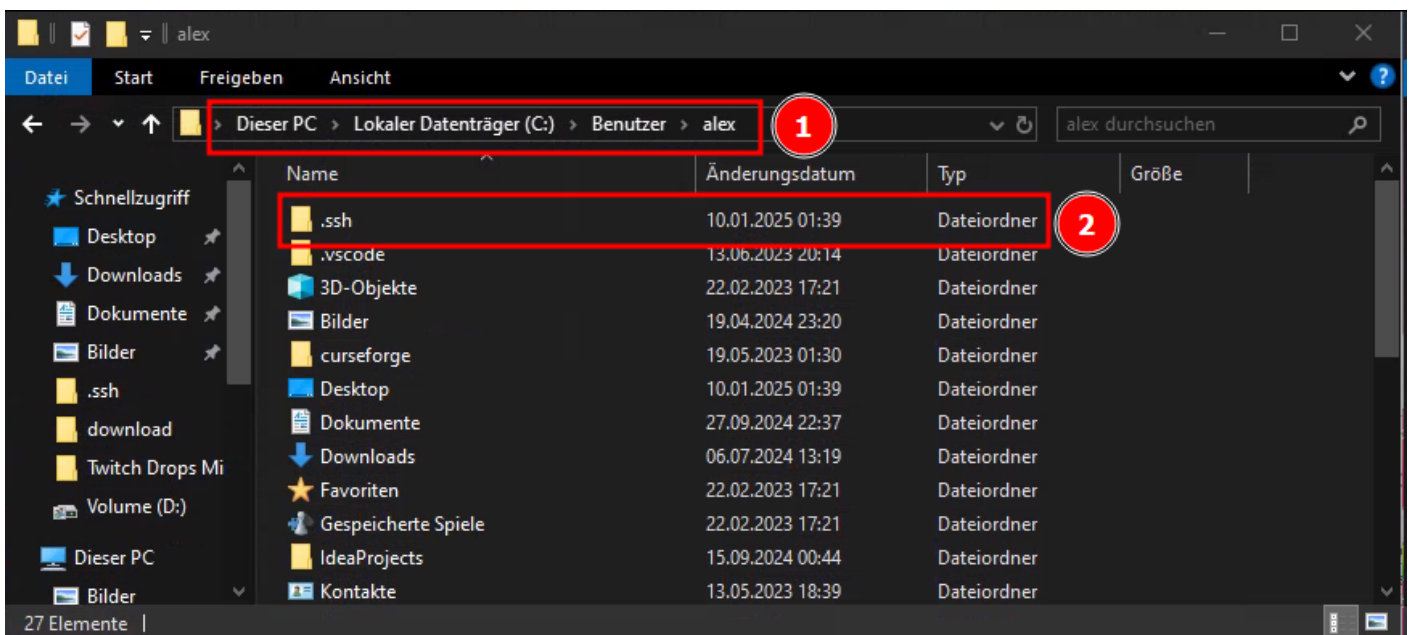 alex
Datei Start Freigeben Ansicht ?
Dieser PC > Lokaler Datenträger (C:) > Benutzer > alex 1 alex durchsuchen
Name Änderungsdatum Typ Größe
Schnellzugriff
Desktop
Downloads
Dokumente
Bilder
.ssh
download
Twitch Drops Mi
Volume (D:)
Dieser PC
Bilder
.ssh 10.01.2025 01:39 Dateiordner 2
.vscode 13.06.2023 20:14 Dateiordner
3D-Objekte 22.02.2023 17:21 Dateiordner
Bilder 19.04.2024 23:20 Dateiordner
curseforge 19.05.2023 01:30 Dateiordner
Desktop 10.01.2025 01:39 Dateiordner
Dokumente 27.09.2024 22:37 Dateiordner
Downloads 06.07.2024 13:19 Dateiordner
Favoriten 22.02.2023 17:21 Dateiordner
Gespeicherte Spiele 22.02.2023 17:21 Dateiordner
IdeaProjects 15.09.2024 00:44 Dateiordner
Kontakte 13.05.2023 18:39 Dateiordner
27 Elemente